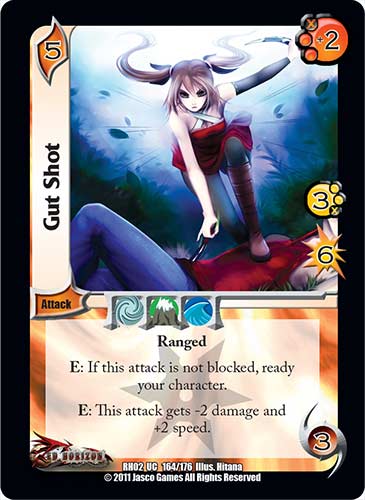 5
+2
Gut Shot
3
6
Attack
Ranged
E: If this attack is not blocked, ready
your character.
E: This attack gets -2 damage and
+2 speed.
3
RED HORIZON
RH02 UC 164/176 Illus. Hitana
© 2011 Jasco Games All Rights Reserved